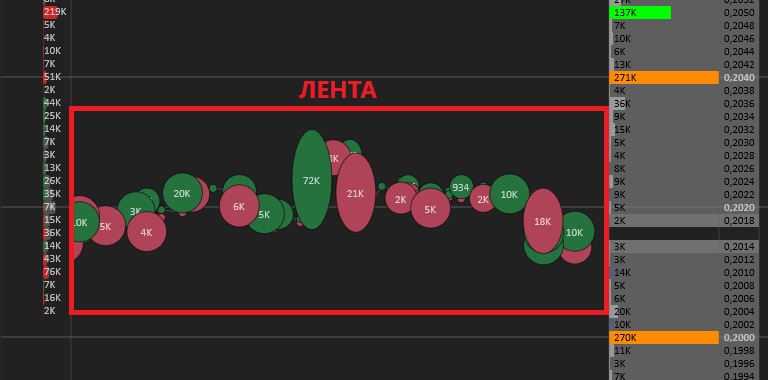 219K
5K
4K
10K
7K
51K
2K
44K
25K
14K
7K
3K
13K
26K
35K
7K
15K
36K
14K
43K
76K
7K
16K
2K
ЛЕНТА
5K
3K
4K
20K
6K
5K
72K
21K
2K
5K
934
2K
10K
18K
10K
137K 0,2050
7K 0,2048
10K 0,2046
6K 0,2044
13K 0,2042
271K 0,2040
4K 0,2038
36K 0,2036
9K 0,2034
15K 0,2032
5K 0,2030
4K 0,2028
8K 0,2026
9K 0,2024
9K 0,2022
5K 0,2020
2K 0,2018
3K 0,2014
3K 0,2012
14K 0,2010
5K 0,2008
6K 0,2006
20K 0,2004
10K 0,2002
270K 0,2000
11K 0,1998
3K 0,1996
7K 0,1994